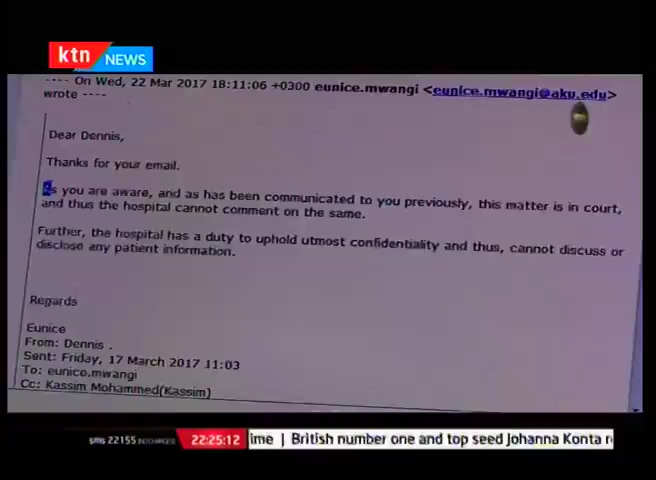 ktn NEWS
---- On Wed, 22 Mar 2017 18:11:06 +0300 eunice.mwangi <eunice.mwangi@aku.edu>
wrote ----
Dear Dennis,
Thanks for your email.
As you are aware, and as has been communicated to you previously, this matter is in court,
and thus the hospital cannot comment on the same.
Further, the hospital has a duty to uphold utmost confidentiality and thus, cannot discuss or
disclose any patient information.
Regards
Eunice
From: Dennis .
Sent: Friday, 17 March 2017 11:03
To: eunice.mwangi
Cc: Kassim Mohammed(Kassim)
sms 22155 22:25:12 ime | British number one and top seed Johanna Konta r